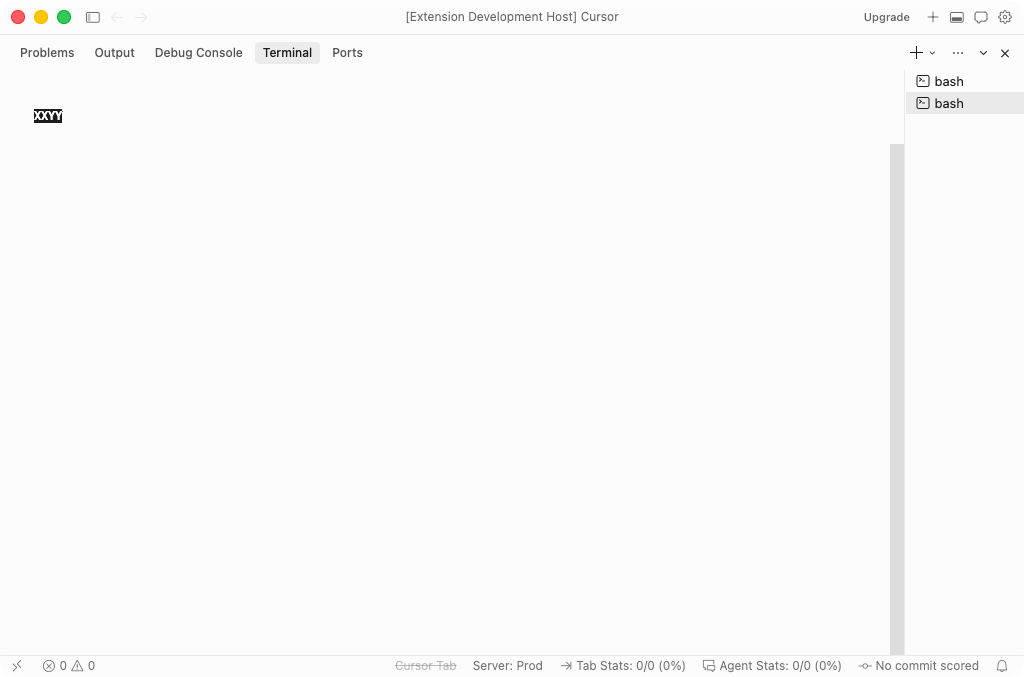 [Extension Development Host] Cursor
Upgrade
Problems
Output
Debug Console
Terminal
Ports
bash
bash
XXYY
0
0
Cursor Tab
Server: Prod
Tab Stats: 0/0 (0%)
Agent Stats: 0/0 (0%)
No commit scored